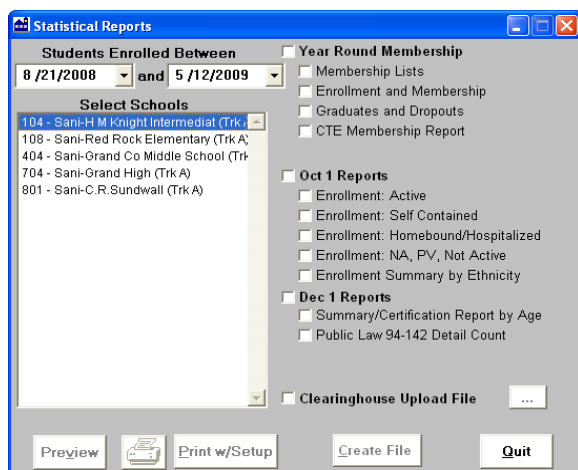 Statistical Reports
Students Enrolled Between
8 /21/2008 and 5 /12/2009
Select Schools
104 - Sani-H M Knight Intermediat (Trk A
108 - Sani-Red Rock Elementary (Trk A)
404 - Sani-Grand Co Middle School (Trk
704 - Sani-Grand High (Trk A)
801 - Sani-C.R.Sundwall (Trk A)
Year Round Membership
Membership Lists
Enrollment and Membership
Graduates and Dropouts
CTE Membership Report
Oct 1 Reports
Enrollment: Active
Enrollment: Self Contained
Enrollment: Homebound/Hospitalized
Enrollment: NA, PV, Not Active
Enrollment Summary by Ethnicity
Dec 1 Reports
Summary/Certification Report by Age
Public Law 94-142 Detail Count
Clearinghouse Upload File ...
Preview Print w/Setup Create File Quit